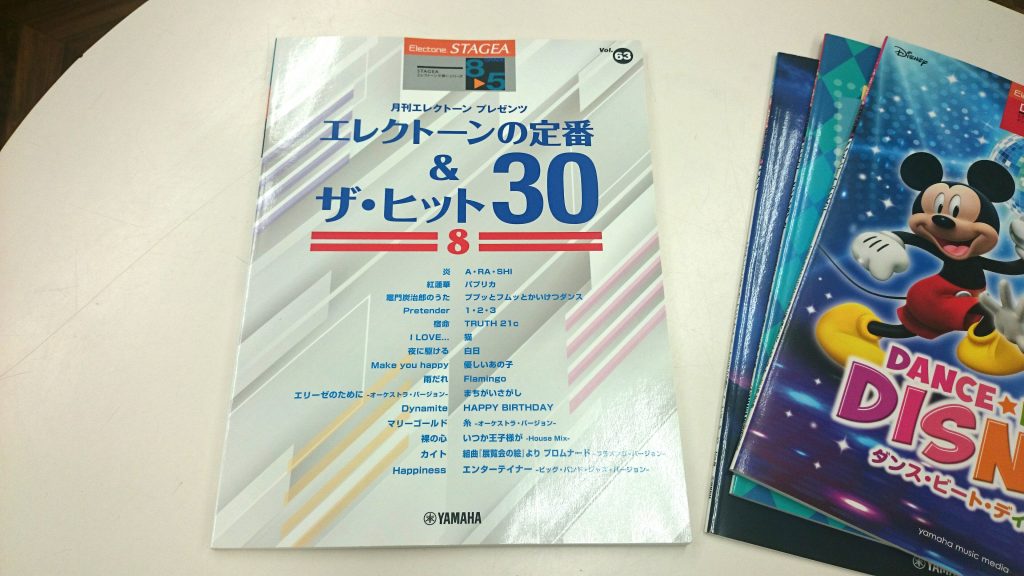 Electone STAGEA
STAGEA
エレクトーンで弾くシリーズ
8▶5
Vol. 63
月刊エレクトーン プレゼンツ
エレクトーンの定番
&
ザ・ヒット30
8
炎 A・RA・SHI
紅蓮華 パプリカ
竈門炭治郎のうた ププッとフムッとかいけつダンス
Pretender 1・2・3
宿命 TRUTH 21c
I LOVE... 猫
夜に駆ける 白日
Make you happy 優しいあの子
雨だれ Flamingo
エリーゼのために -オーケストラ・バージョン- まちがいさがし
Dynamite HAPPY BIRTHDAY
マリーゴールド 糸 -オーケストラ・バージョン-
裸の心 いつか王子様が -House Mix-
カイト 組曲「展覧会の絵」より プロムナード -ブラスバンド・バージョン-
Happiness エンターテイナー -ビッグ・バンド・ジャズ・バージョン-
YAMAHA
Disney
DANCE★
DISN
ダンス・ビート・ディ
yamaha music media